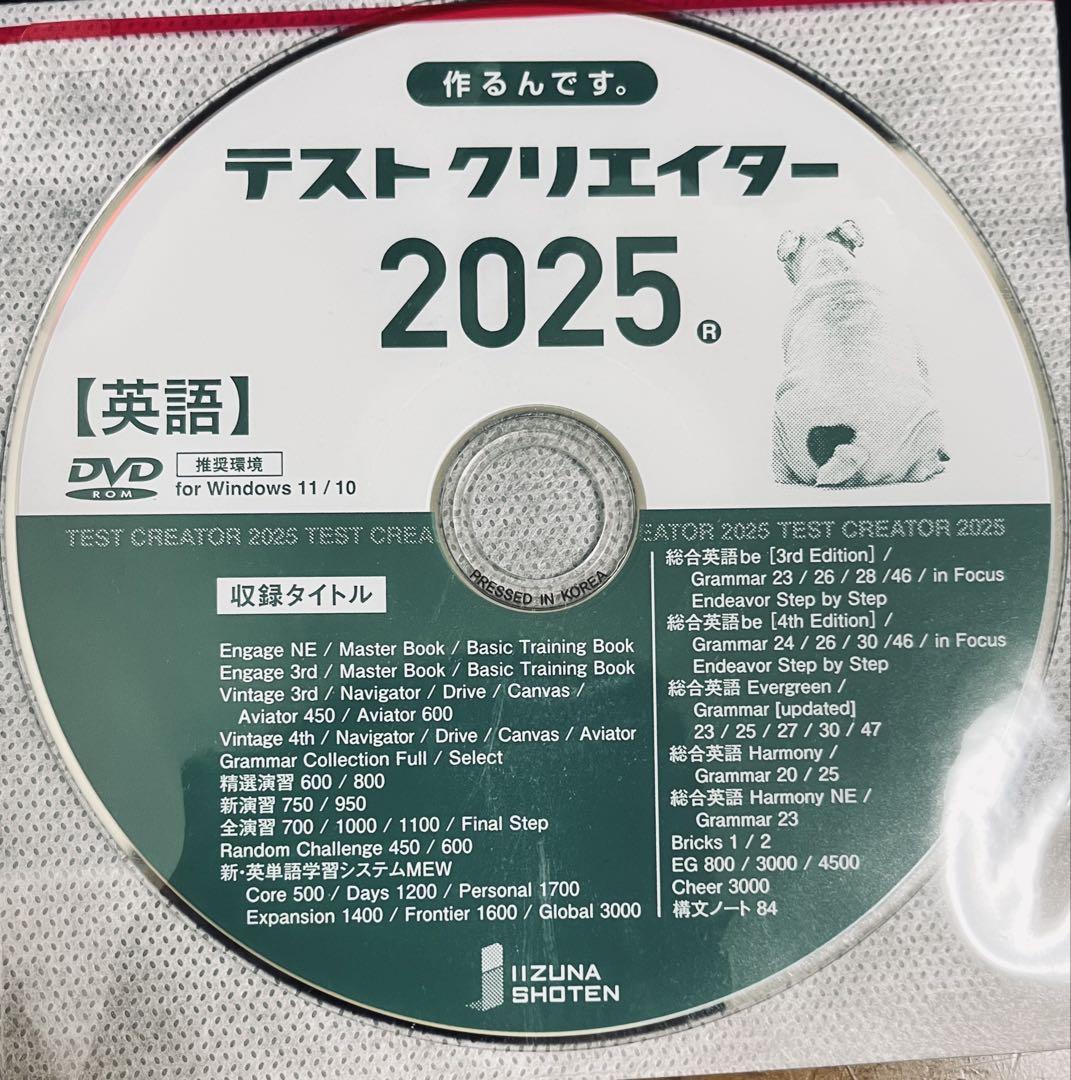 作るんです。
テストクリエイター
2025®
【英語】
DVD
ROM
推奨環境
for Windows 11 / 10
TEST CREATOR 2025 TEST CREA
EATOR 2025 TEST CREATOR 2025
PRESSED IN KOREA
収録タイトル
Engage NE / Master Book / Basic Training Book
Engage 3rd / Master Book / Basic Training Book
Vintage 3rd / Navigator / Drive / Canvas /
Aviator 450 / Aviator 600
Vintage 4th / Navigator / Drive / Canvas / Aviator
Grammar Collection Full / Select
精選演習 600 / 800
新演習 750 / 950
全演習 700 / 1000 / 1100 / Final Step
Random Challenge 450 / 600
新・英単語学習システムMEW
Core 500 / Days 1200 / Personal 1700
Expansion 1400 / Frontier 1600 / Global 3000
総合英語be [3rd Edition] /
Grammar 23 / 26 / 28 /46 / in Focus
Endeavor Step by Step
総合英語be [4th Edition] /
Grammar 24 / 26 / 30 /46 / in Focus
Endeavor Step by Step
総合英語 Evergreen /
Grammar [updated]
23 / 25 / 27 / 30 / 47
総合英語 Harmony /
Grammar 20 / 25
総合英語 Harmony NE /
Grammar 23
Bricks 1 / 2
EG 800 / 3000 / 4500
Cheer 3000
構文ノート 84
IIZUNA
SHOTEN